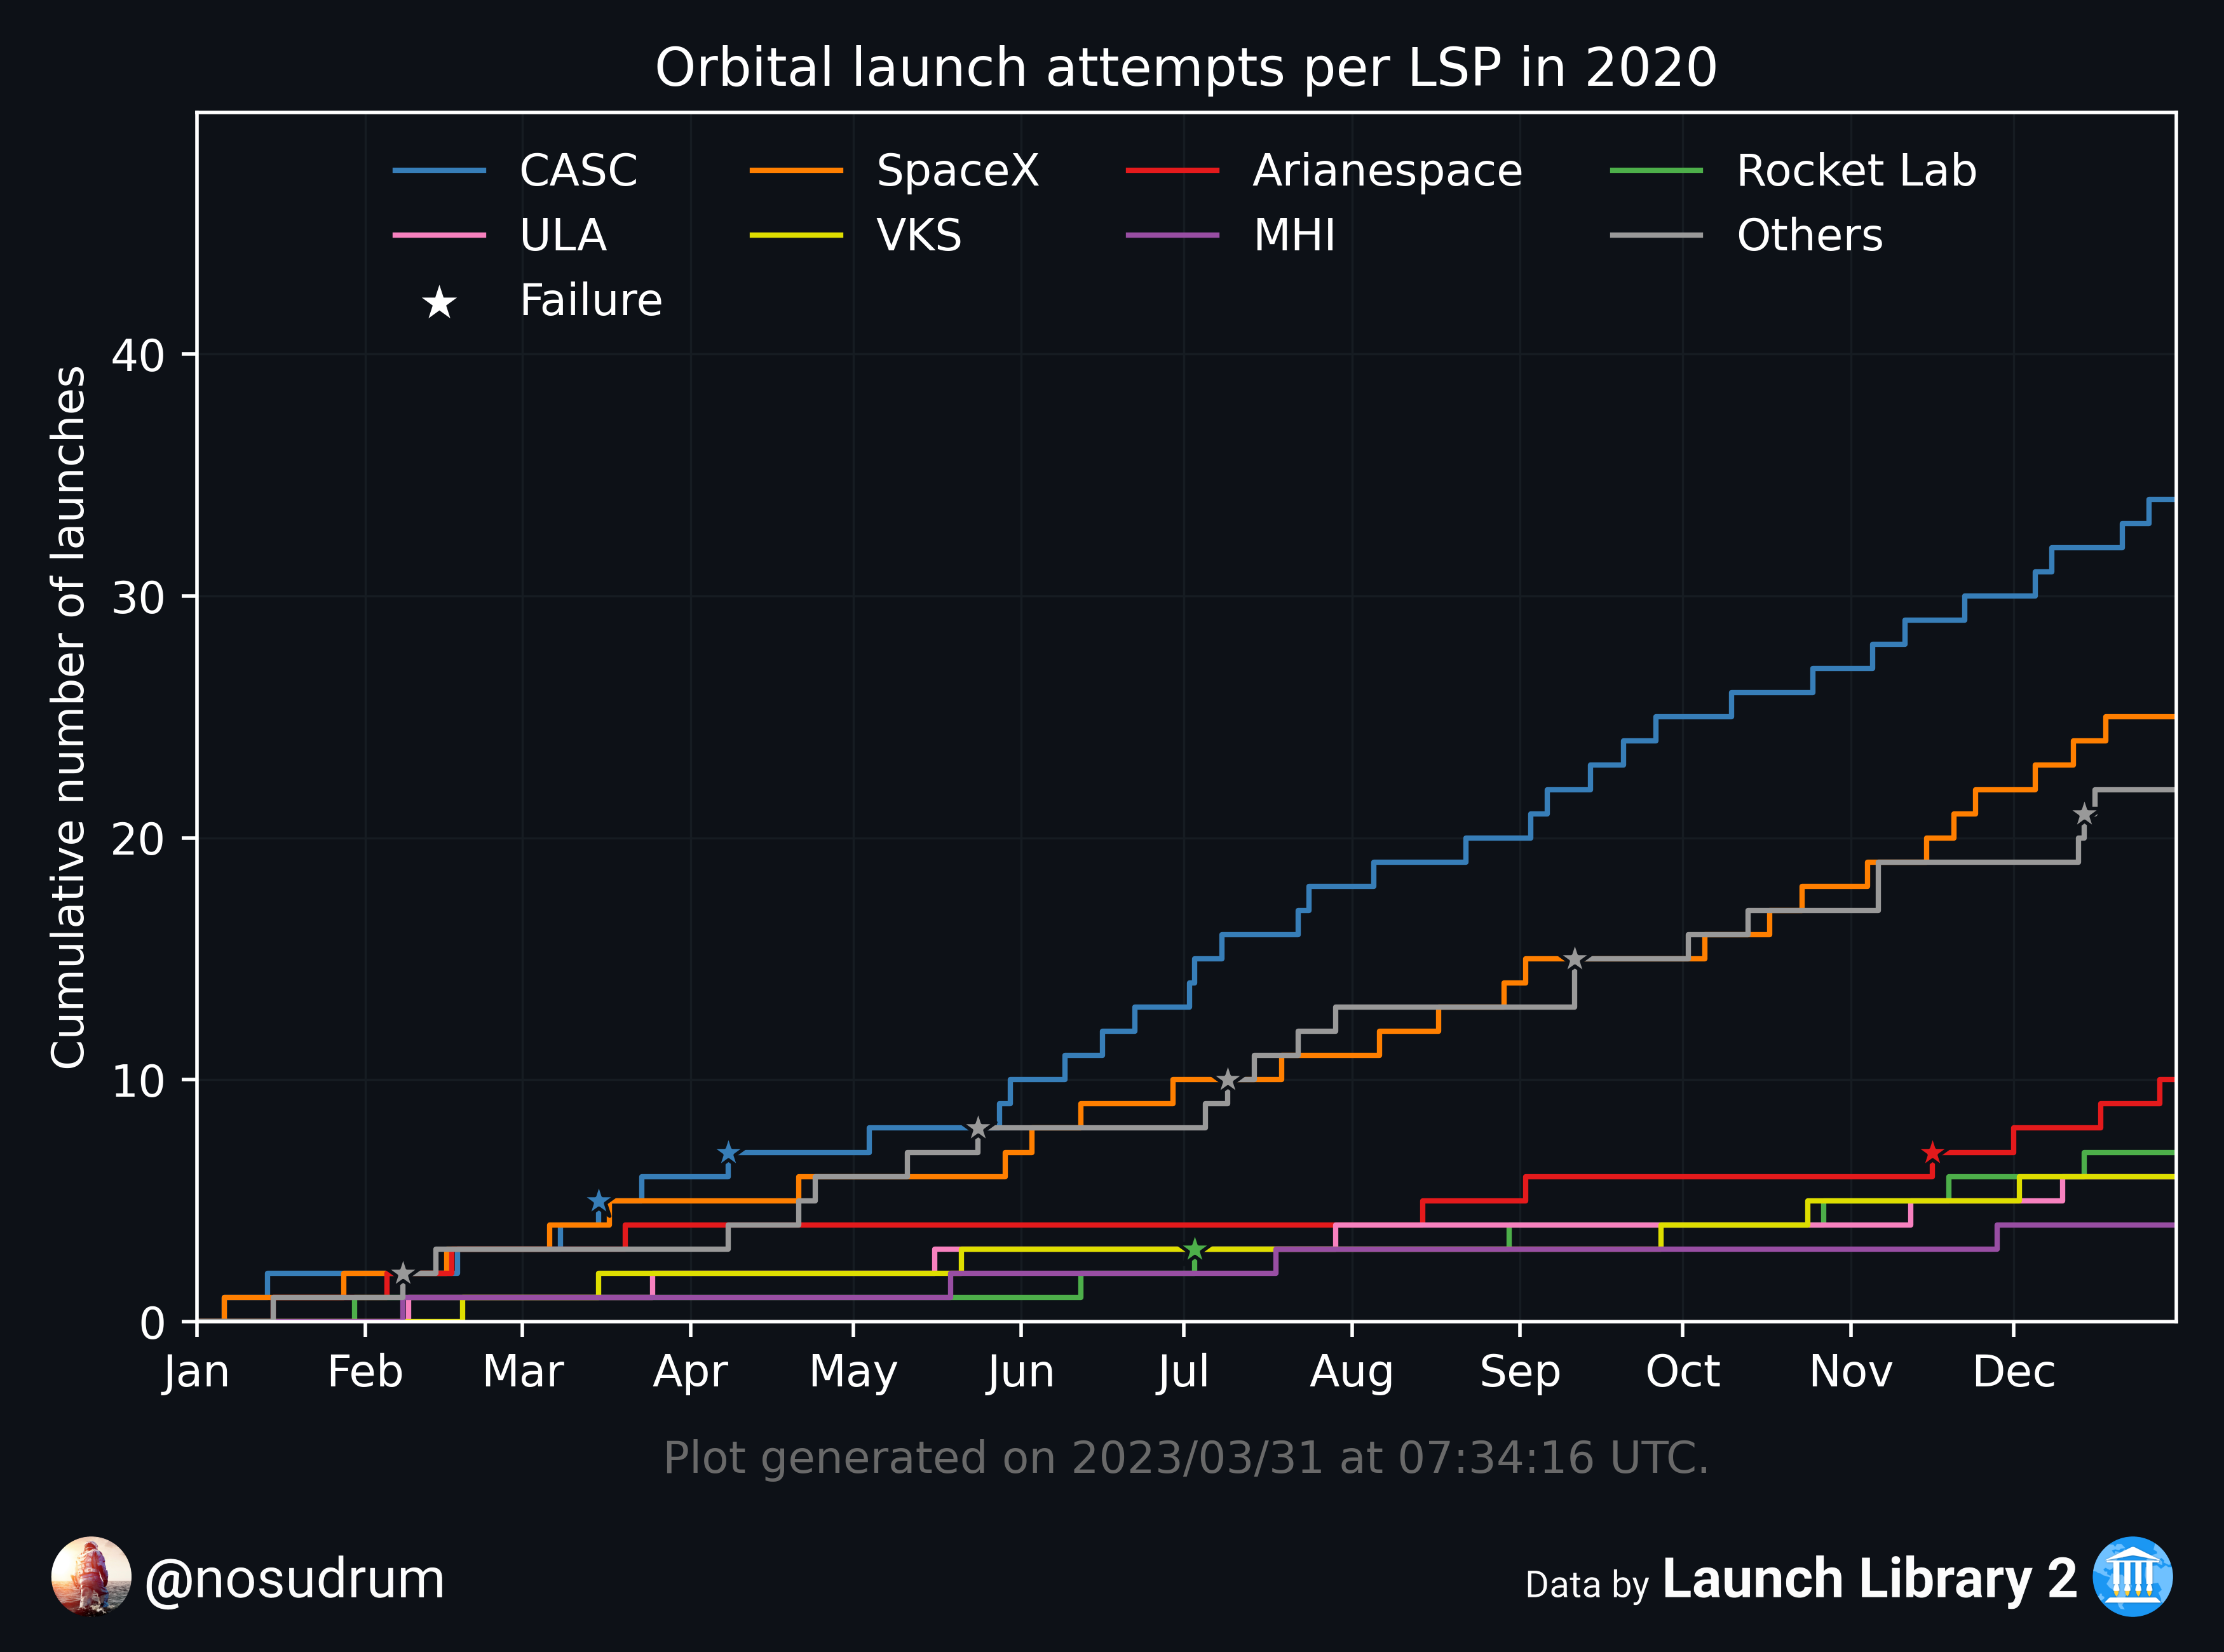 Orbital launch attempts per LSP in 2020
CASC SpaceX Arianespace Rocket Lab
ULA VKS MHI Others
Failure
Cumulative number of launches
40
30
20
10
0
Jan Feb Mar Apr May Jun Jul Aug Sep Oct Nov Dec
Plot generated on 2023/03/31 at 07:34:16 UTC.
@nosudrum
Data by Launch Library 2